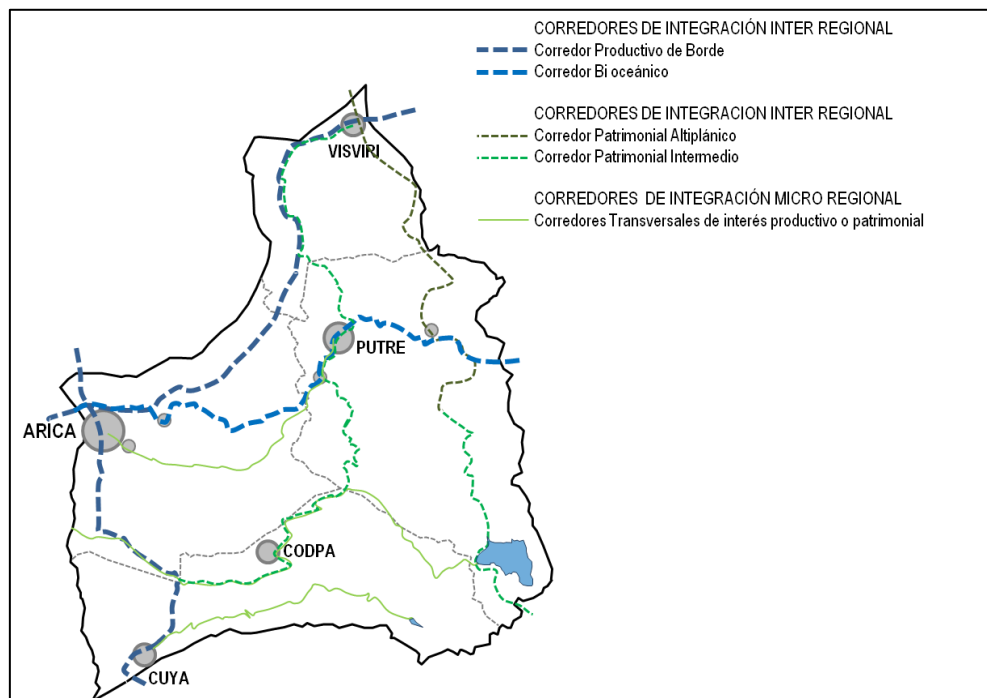 CORREDORES DE INTEGRACIÓN INTER REGIONAL
Corredor Productivo de Borde
Corredor Bi oceánico
CORREDORES DE INTEGRACION INTER REGIONAL
Corredor Patrimonial Altiplánico
Corredor Patrimonial Intermedio
CORREDORES DE INTEGRACIÓN MICRO REGIONAL
Corredores Transversales de interés productivo o patrimonial
VISVIRI
PUTRE
ARICA
CODPA
CUYA